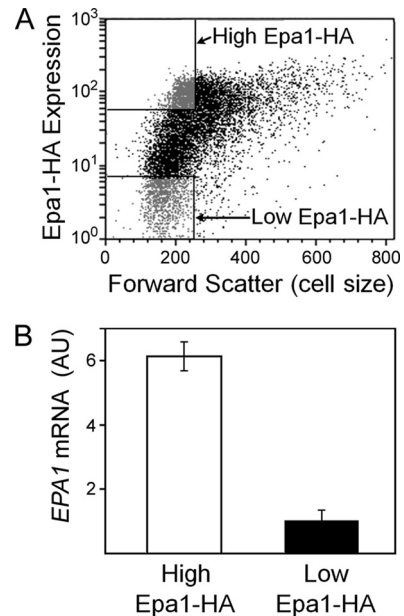 A
Epa1-HA Expression
10³
10²
10¹
10⁰
High Epa1-HA
Low Epa1-HA
0 200 400 600 800
Forward Scatter (cell size)
B
EPA1 mRNA (AU)
6
4
2
High Epa1-HA
Low Epa1-HA